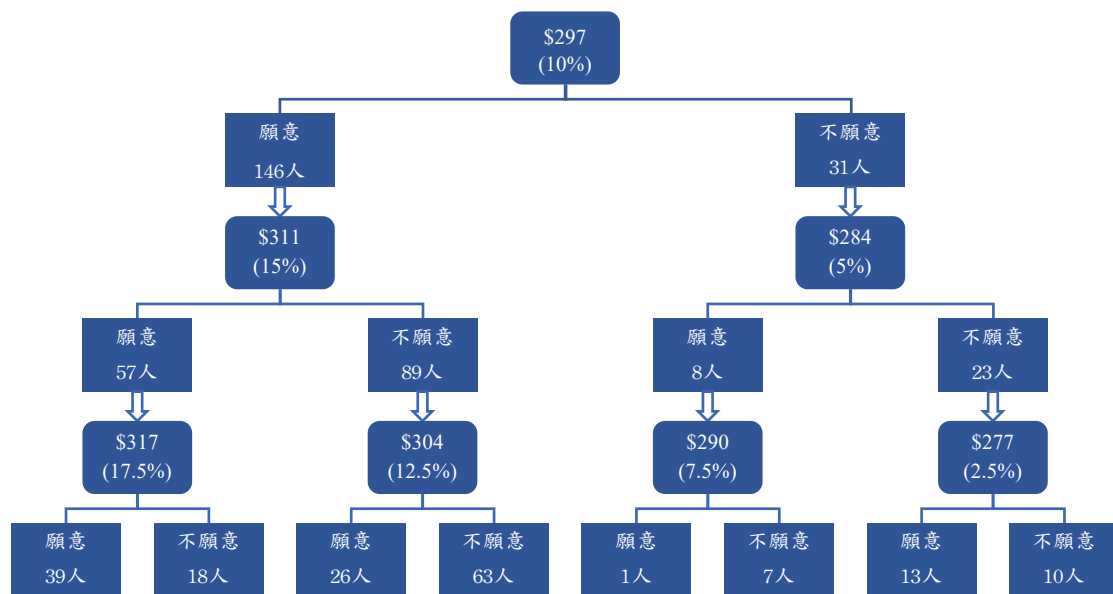 $297
(10%)
願意
146人
不願意
31人
$311
(15%)
$284
(5%)
願意
57人
不願意
89人
願意
8人
不願意
23人
$317
(17.5%)
$304
(12.5%)
$290
(7.5%)
$277
(2.5%)
願意
39人
不願意
18人
願意
26人
不願意
63人
願意
1人
不願意
7人
願意
13人
不願意
10人